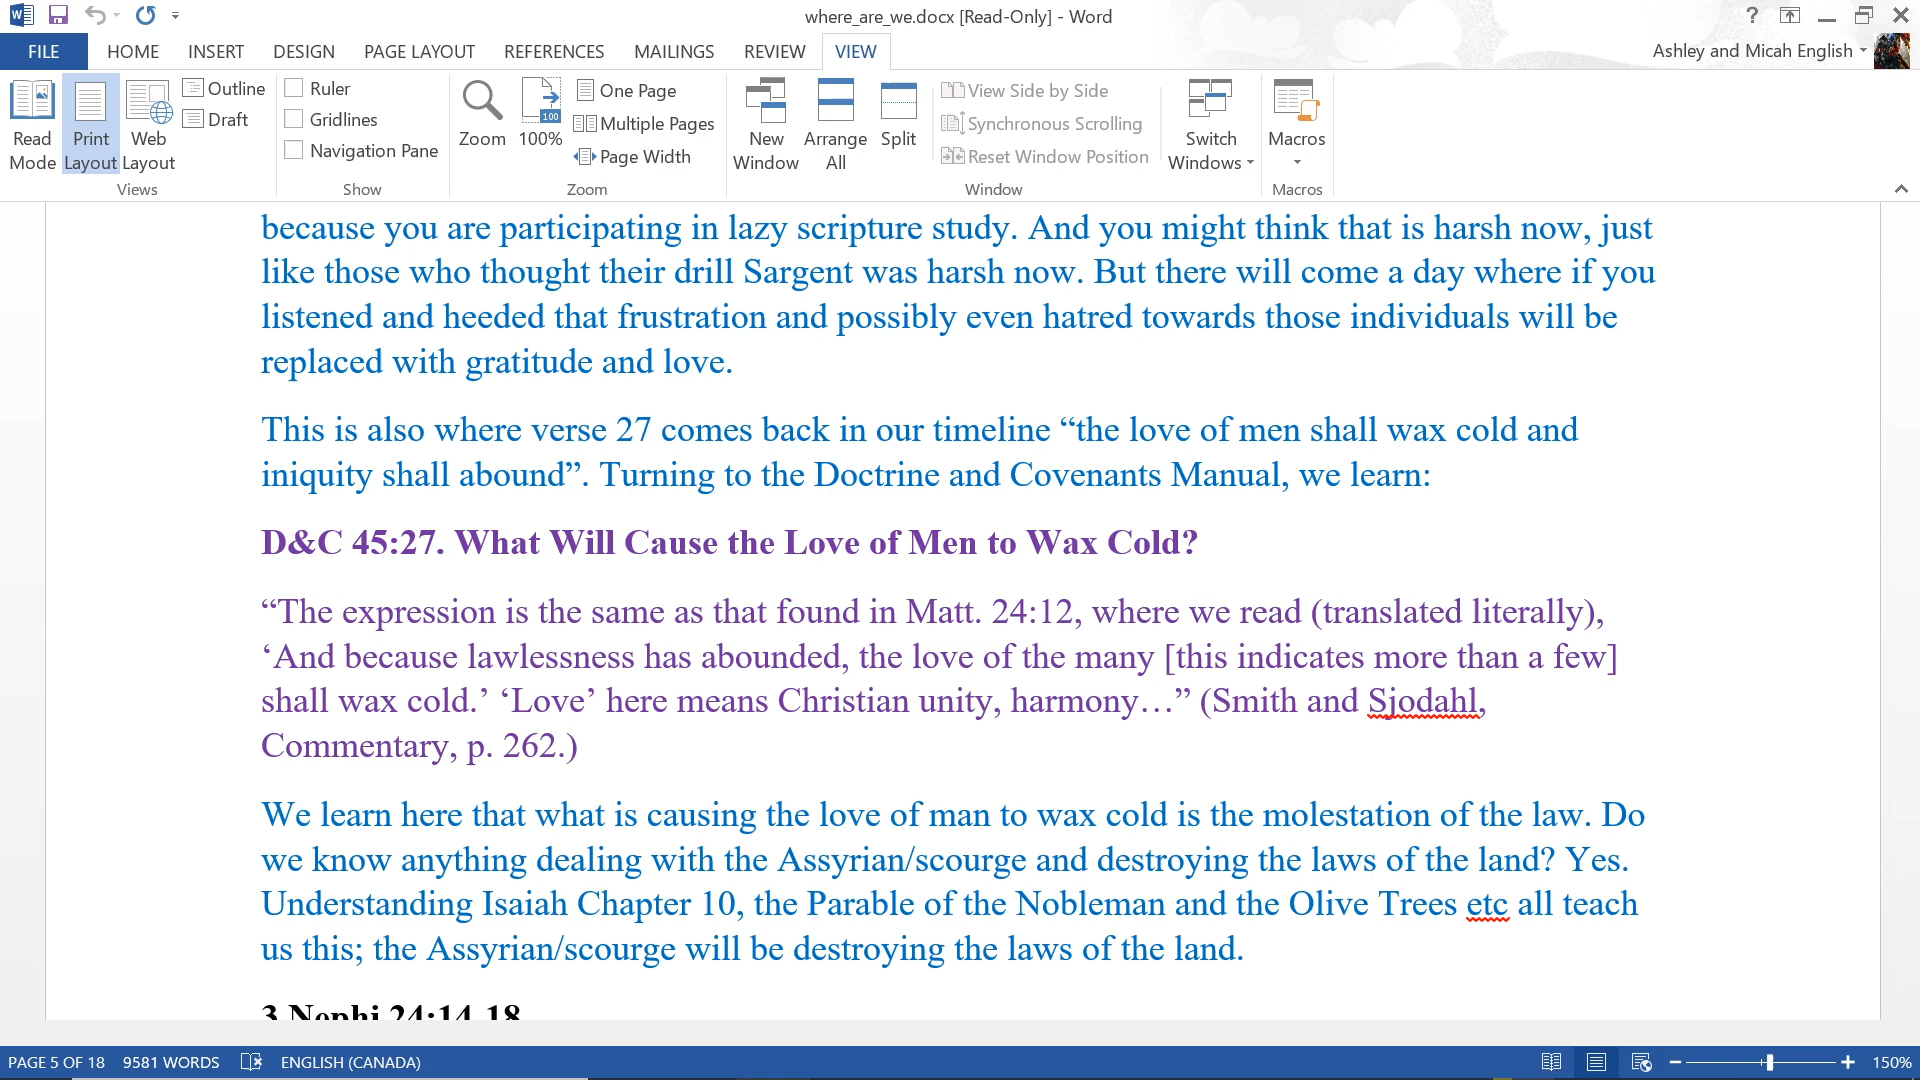 where_are_we.docx [Read-Only] - Word
?
FILE HOME INSERT DESIGN PAGE LAYOUT REFERENCES MAILINGS REVIEW VIEW
Ashley and Micah English
Read Mode
Print Layout
Web Layout
Outline
Draft
Views
Ruler
Gridlines
Navigation Pane
Show
Zoom
100
100%
One Page
Multiple Pages
Page Width
Zoom
New Window
Arrange All
Split
View Side by Side
Synchronous Scrolling
Reset Window Position
Switch Windows
Window
Macros
Macros
because you are participating in lazy scripture study. And you might think that is harsh now, just
like those who thought their drill Sargent was harsh now. But there will come a day where if you
listened and heeded that frustration and possibly even hatred towards those individuals will be
replaced with gratitude and love.
This is also where verse 27 comes back in our timeline “the love of men shall wax cold and
iniquity shall abound”. Turning to the Doctrine and Covenants Manual, we learn:
D&C 45:27. What Will Cause the Love of Men to Wax Cold?
“The expression is the same as that found in Matt. 24:12, where we read (translated literally),
‘And because lawlessness has abounded, the love of the many [this indicates more than a few]
shall wax cold.’ ‘Love’ here means Christian unity, harmony…” (Smith and Sjodahl,
Commentary, p. 262.)
We learn here that what is causing the love of man to wax cold is the molestation of the law. Do
we know anything dealing with the Assyrian/scourge and destroying the laws of the land? Yes.
Understanding Isaiah Chapter 10, the Parable of the Nobleman and the Olive Trees etc all teach
us this; the Assyrian/scourge will be destroying the laws of the land.
3 Nephi 24:14-18
PAGE 5 OF 18 9581 WORDS ENGLISH (CANADA)
150%